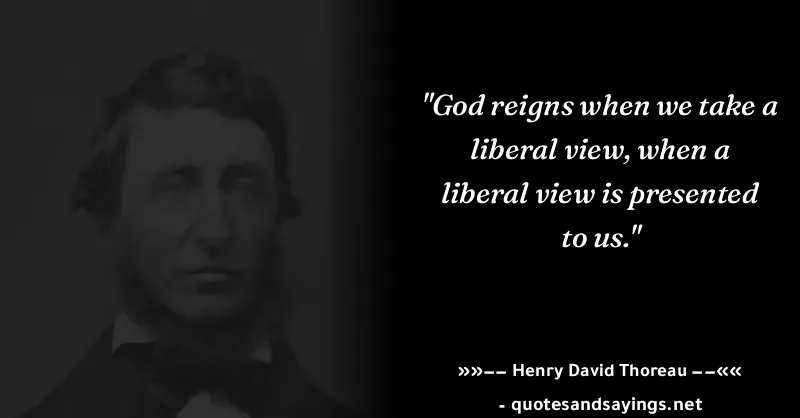 "God reigns when we take a
liberal view, when a
liberal view is presented
to us."
»»−− Henry David Thoreau −−««
- quotesandsayings.net